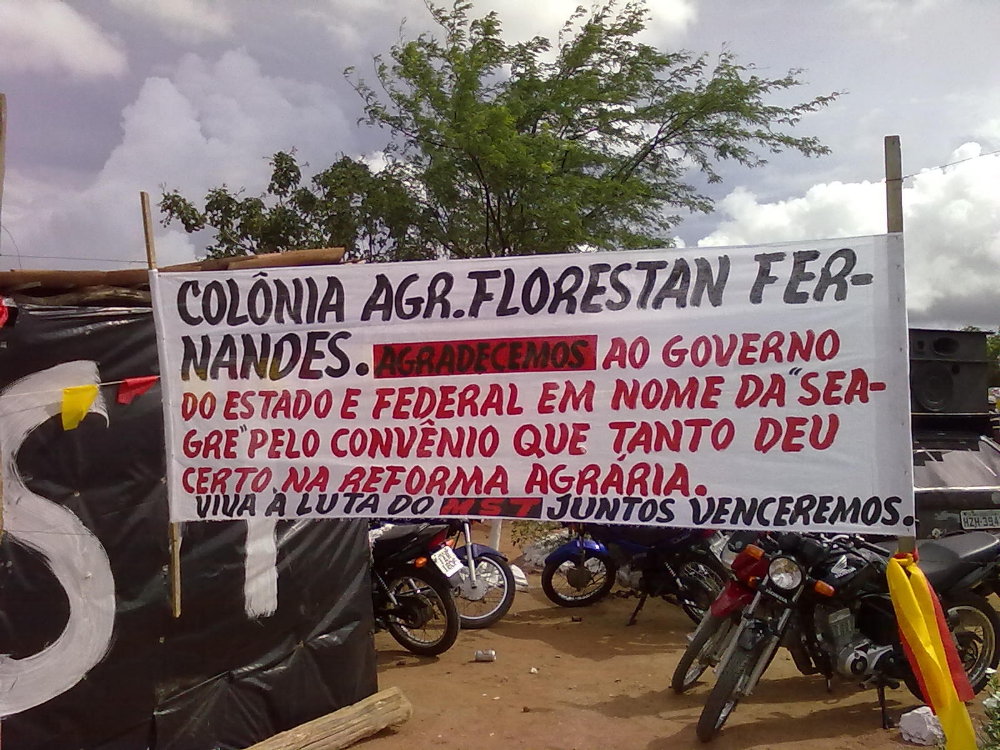 COLÔNIA AGR. FLORESTAN FER-
NANDES. AGRADECEMOS AO GOVERNO
DO ESTADO E FEDERAL EM NOME DA "SEA-
GRE" PELO CONVÊNIO QUE TANTO DEU
CERTO NA REFORMA AGRÁRIA.
VIVA À LUTA DO MST JUNTOS VENCEREMOS.
S T